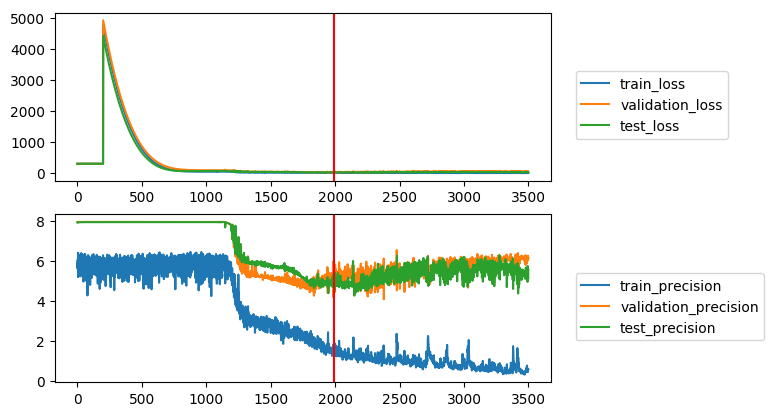 5000
4000
3000
2000
1000
0
0 500 1000 1500 2000 2500 3000 3500
train_loss
validation_loss
test_loss
8
6
4
2
0
0 500 1000 1500 2000 2500 3000 3500
train_precision
validation_precision
test_precision